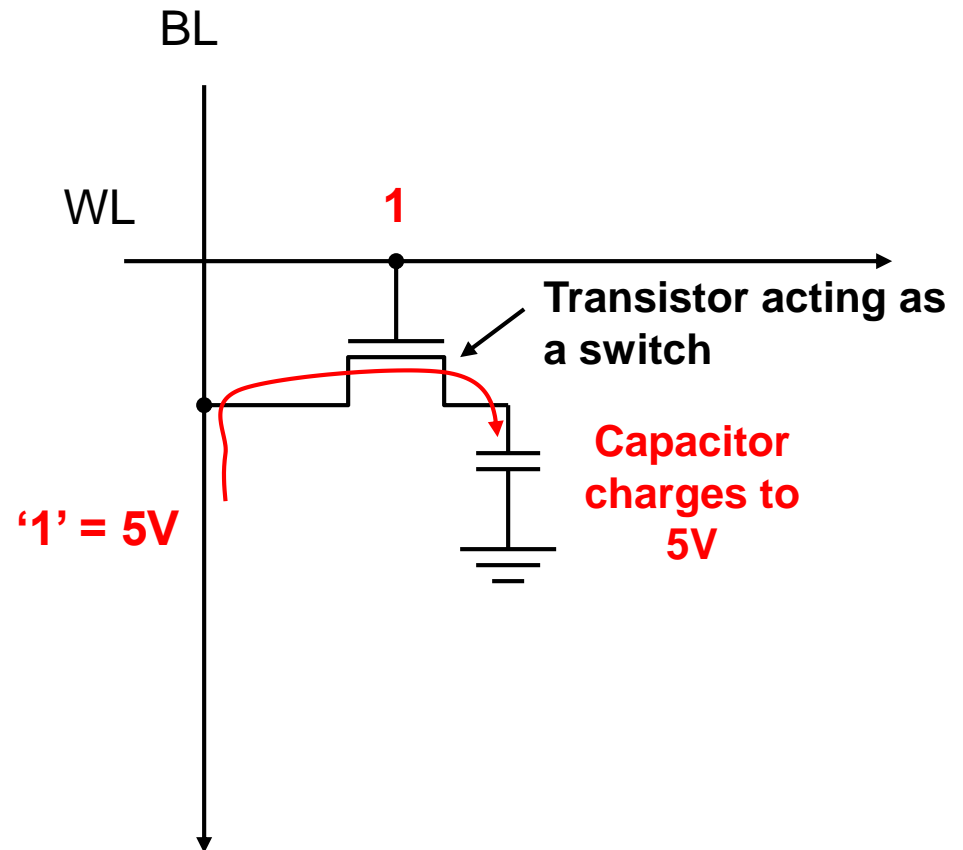 BL
WL
1
Transistor acting as
a switch
Capacitor
charges to
5V
‘1’ = 5V